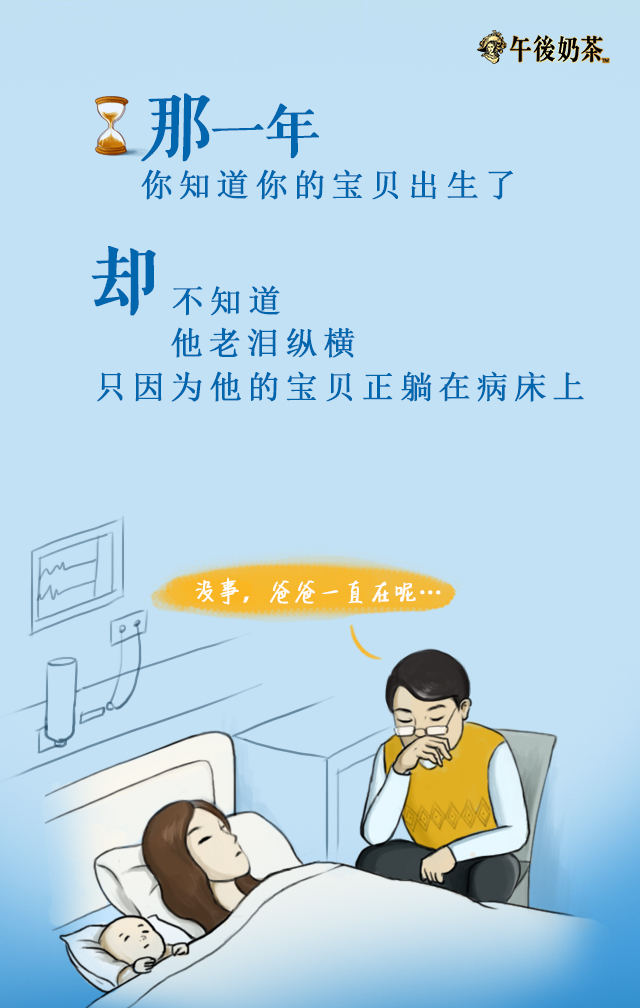 午後奶茶™
那一年
你知道你的宝贝出生了
却
不知道
他老泪纵横
只因为他的宝贝正躺在病床上
没事，爸爸一直在呢…